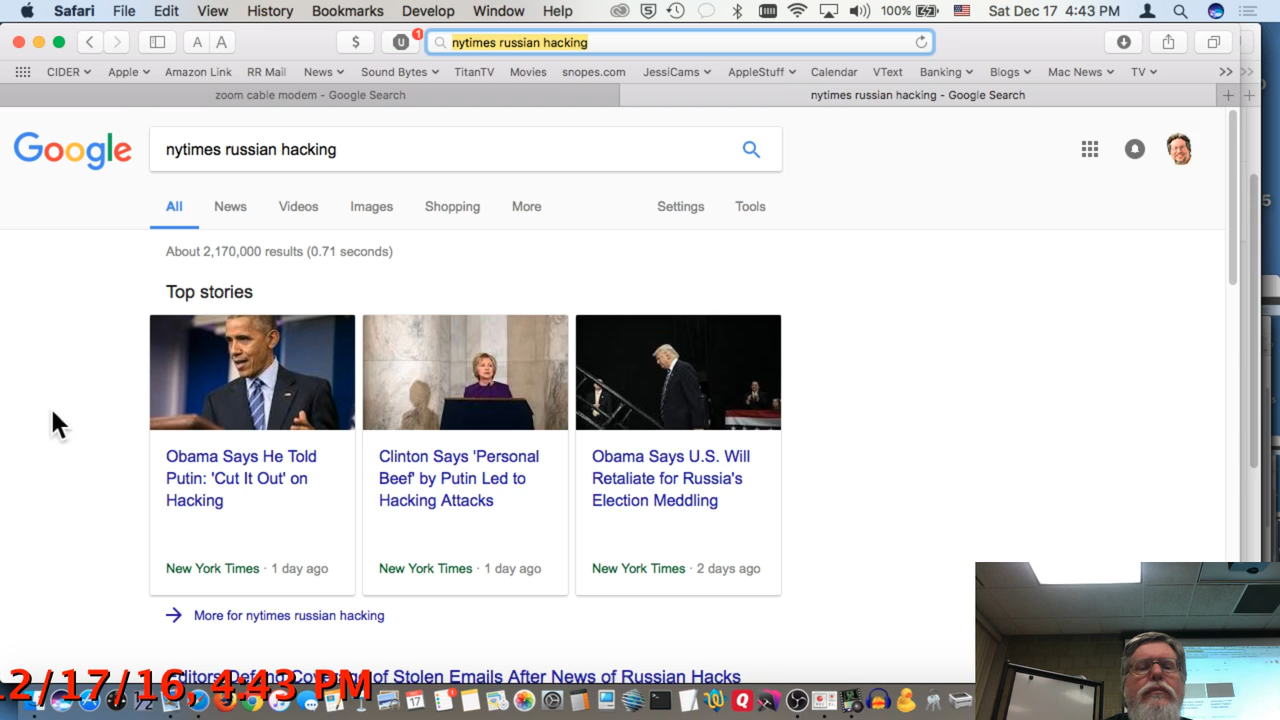 Safari File Edit View History Bookmarks Develop Window Help 100% Sat Dec 17 4:43 PM
A A $ 1 nytimes russian hacking
CIDER Apple Amazon Link RR Mail News Sound Bytes TitanTV Movies snopes.com JessiCams AppleStuff Calendar VText Banking Blogs Mac News TV >> >>
zoom cable modem - Google Search nytimes russian hacking - Google Search + +
Google nytimes russian hacking
All News Videos Images Shopping More Settings Tools
About 2,170,000 results (0.71 seconds)
Top stories
Obama Says He Told
Putin: 'Cut It Out' on
Hacking
New York Times · 1 day ago
Clinton Says 'Personal
Beef' by Putin Led to
Hacking Attacks
New York Times · 1 day ago
Obama Says U.S. Will
Retaliate for Russia's
Election Meddling
New York Times · 2 days ago
More for nytimes russian hacking
of Stolen Emails After News of Russian Hacks
2/17/16, 4:43 PM